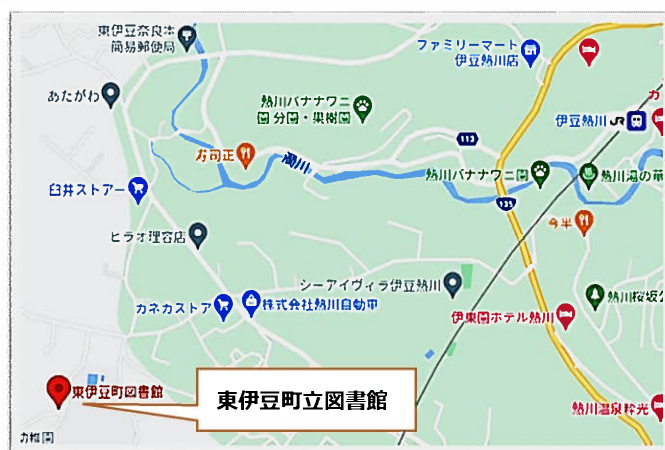 東伊豆奈良本
簡易郵便局
ファミリーマート
伊豆熱川店
あたがわ
熱川バナナワニ
園 分園・果樹園
伊豆熱川 JR
カ
寿司正
濁川
113
熱川バナナワニ園
熱川湯の華
臼井ストアー
135
今半
ヒラオ理容店
シーアイヴィラ伊豆熱川
カネカストア
株式会社熱川自動車
熱川桜坂公
伊東園ホテル熱川
東伊豆町図書館
東伊豆町立図書館
熱川温泉粋光